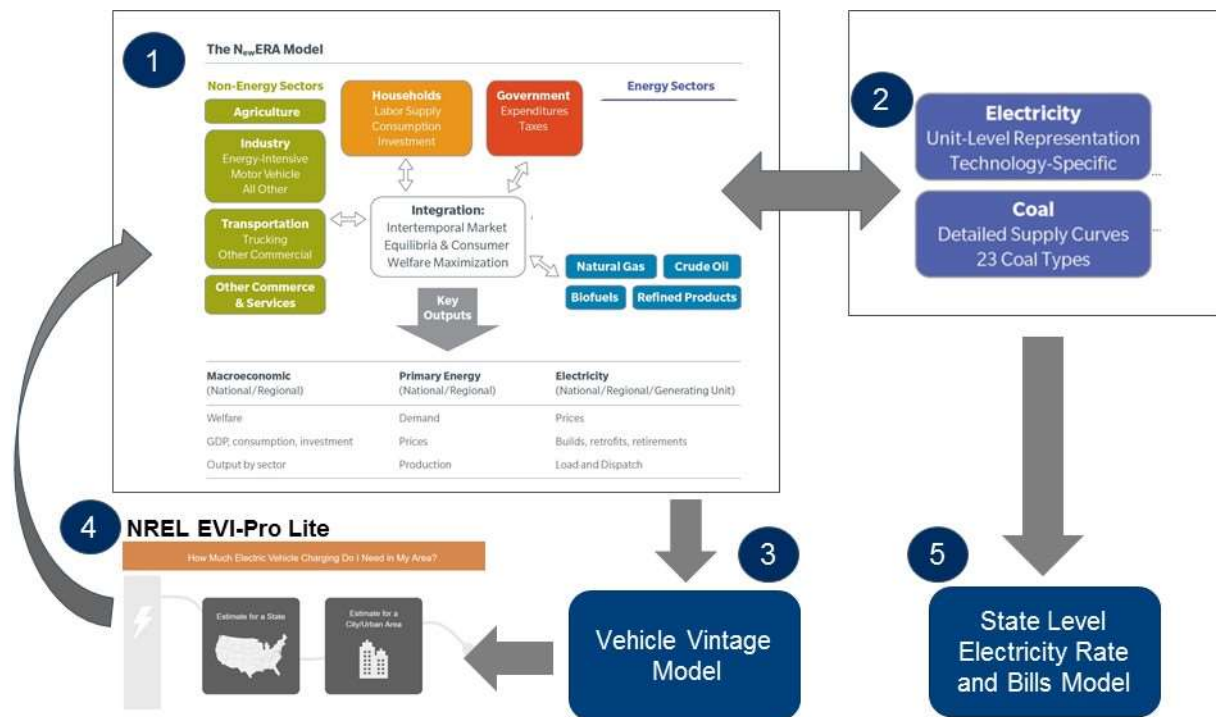 1
The NewERA Model
Non-Energy Sectors
Agriculture
Industry
Energy-Intensive
Motor Vehicle
All Other
Transportation
Trucking
Other Commercial
Other Commerce
& Services
Households
Labor Supply
Consumption
Investment
Government
Expenditures
Taxes
Energy Sectors
Integration:
Intertemporal Market
Equilibria & Consumer
Welfare Maximization
Natural Gas
Crude Oil
Biofuels
Refined Products
Key
Outputs
Macroeconomic
(National/Regional)
Welfare
GDP, consumption, investment
Output by sector
Primary Energy
(National/Regional)
Demand
Prices
Production
Electricity
(National/Regional/Generating Unit)
Prices
Builds, retrofits, retirements
Load and Dispatch
2
Electricity
Unit-Level Representation
Technology-Specific
...
Coal
Detailed Supply Curves
23 Coal Types
...
3
Vehicle Vintage
Model
4
NREL EVI-Pro Lite
How Much Electric Vehicle Charging Do I Need in My Area?
Estimate for a State
Estimate for a
City/Urban Area
5
State Level
Electricity Rate
and Bills Model